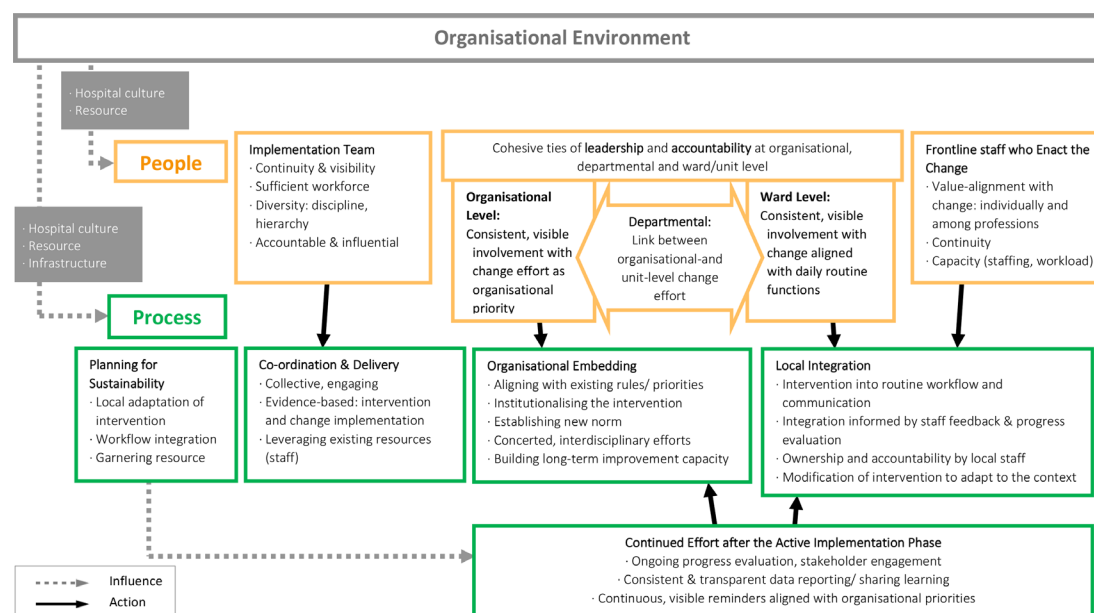 Organisational Environment
· Hospital culture
· Resource
People
Implementation Team
· Continuity & visibility
· Sufficient workforce
· Diversity: discipline,
hierarchy
· Accountable & influential
Cohesive ties of leadership and accountability at organisational,
departmental and ward/unit level
Organisational
Level:
Consistent, visible
involvement with
change effort as
organisational
priority
Departmental:
Link between
organisational-and
unit-level change
effort
Ward Level:
Consistent, visible
involvement with
change aligned
with daily routine
functions
Frontline staff who Enact the
Change
· Value-alignment with
change: individually and
among professions
· Continuity
· Capacity (staffing, workload)
· Hospital culture
· Resource
· Infrastructure
Process
Planning for
Sustainability
· Local adaptation of
intervention
· Workflow integration
· Garnering resource
Co-ordination & Delivery
· Collective, engaging
· Evidence-based: intervention
and change implementation
· Leveraging existing resources
(staff)
Organisational Embedding
· Aligning with existing rules/ priorities
· Institutionalising the intervention
· Establishing new norm
· Concerted, interdisciplinary efforts
· Building long-term improvement capacity
Local Integration
· Intervention into routine workflow and
communication
· Integration informed by staff feedback & progress
evaluation
· Ownership and accountability by local staff
· Modification of intervention to adapt to the context
Continued Effort after the Active Implementation Phase
· Ongoing progress evaluation, stakeholder engagement
· Consistent & transparent data reporting/ sharing learning
· Continuous, visible reminders aligned with organisational priorities
Influence
Action